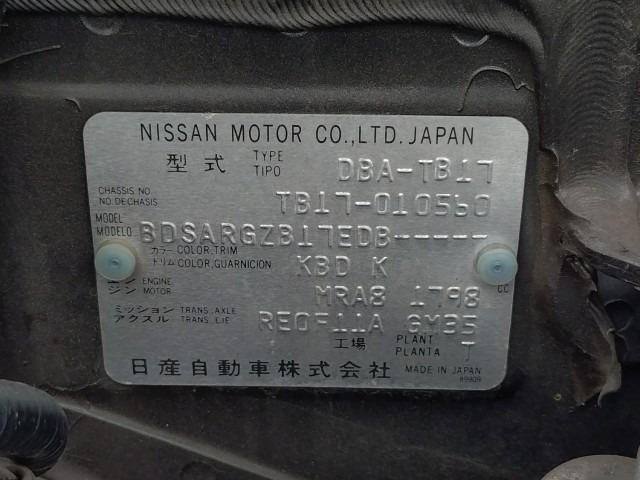 NISSAN MOTOR CO.,LTD. JAPAN
型式 TYPE TIPO DBA-TB17
CHASSIS NO. NO. DECHASIS TB17-010560
MODEL MODELO BDSARGZB17EDB-----
カラー トリム COLOR,TRIM COLOR,GUARNICION KBD K
ジン ENGINE MOTOR MRA8 1798 CC
ミッション アクスル TRANS.,AXLE TRANS.,EJE RE0F11A GM35
工場 PLANT PLANTA T
日産自動車株式会社 MADE IN JAPAN
89809